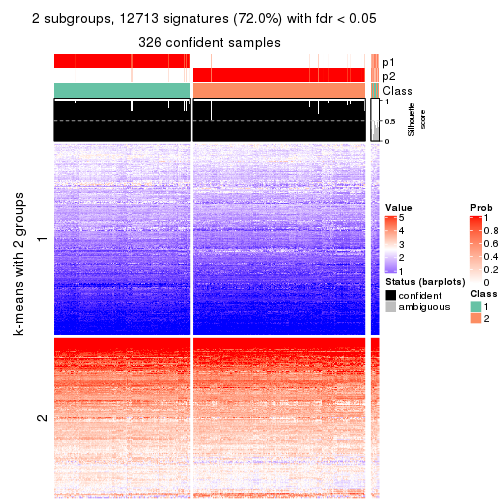 2 subgroups, 12713 signatures (72.0%) with fdr < 0.05
326 confident samples
p1
p2
Class
1
0.5
0
Silhouette
score
k-means with 2 groups
1
2
Value
5
4
3
2
1
Status (barplots)
confident
ambiguous
Prob
1
0.8
0.6
0.4
0.2
0
Class
1
2